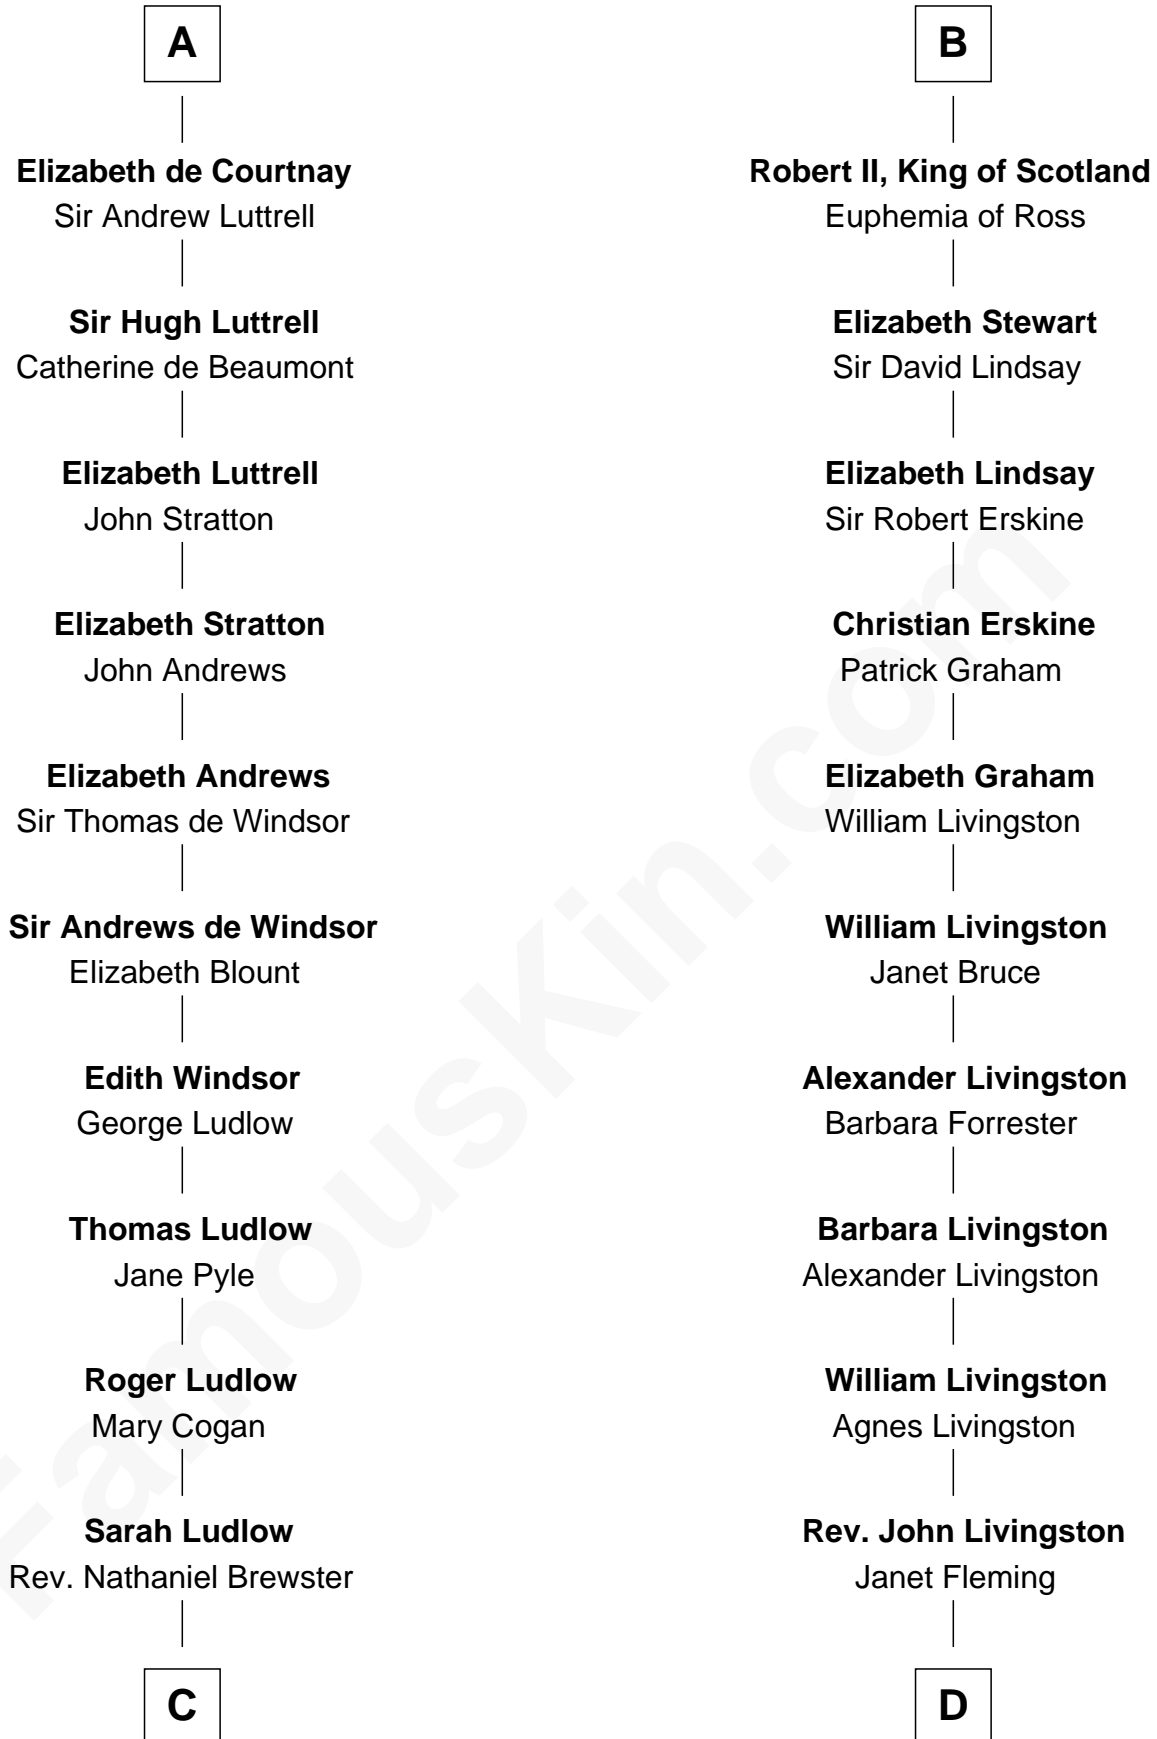 A
Elizabeth de Courtnay
Sir Andrew Luttrell
Sir Hugh Luttrell
Catherine de Beaumont
Elizabeth Luttrell
John Stratton
Elizabeth Stratton
John Andrews
Elizabeth Andrews
Sir Thomas de Windsor
Sir Andrews de Windsor
Elizabeth Blount
Edith Windsor
George Ludlow
Thomas Ludlow
Jane Pyle
Roger Ludlow
Mary Cogan
Sarah Ludlow
Rev. Nathaniel Brewster
C
B
Robert II, King of Scotland
Euphemia of Ross
Elizabeth Stewart
Sir David Lindsay
Elizabeth Lindsay
Sir Robert Erskine
Christian Erskine
Patrick Graham
Elizabeth Graham
William Livingston
William Livingston
Janet Bruce
Alexander Livingston
Barbara Forrester
Barbara Livingston
Alexander Livingston
William Livingston
Agnes Livingston
Rev. John Livingston
Janet Fleming
D
FamousKin.com